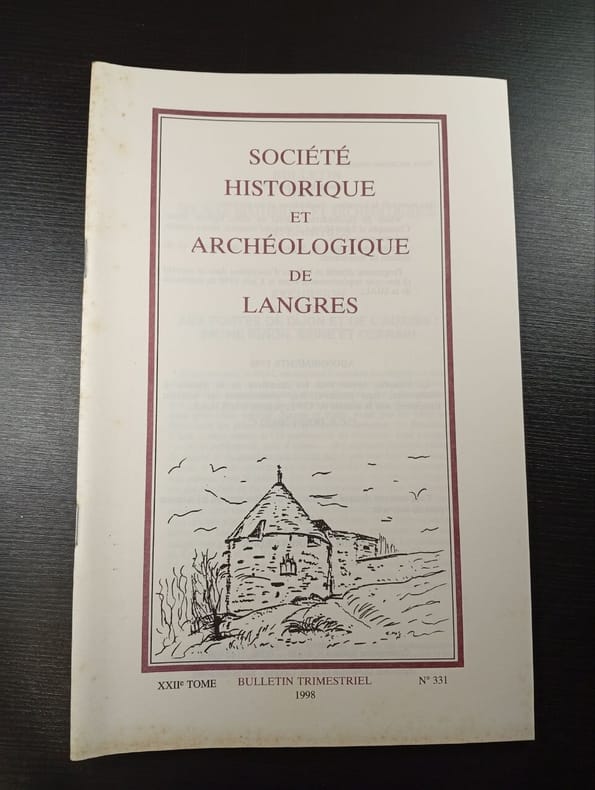 SOCIÉTÉ
HISTORIQUE
ET
ARCHÉOLOGIQUE
DE
LANGRES
XXIIe TOME BULLETIN TRIMESTRIEL N° 331
1998